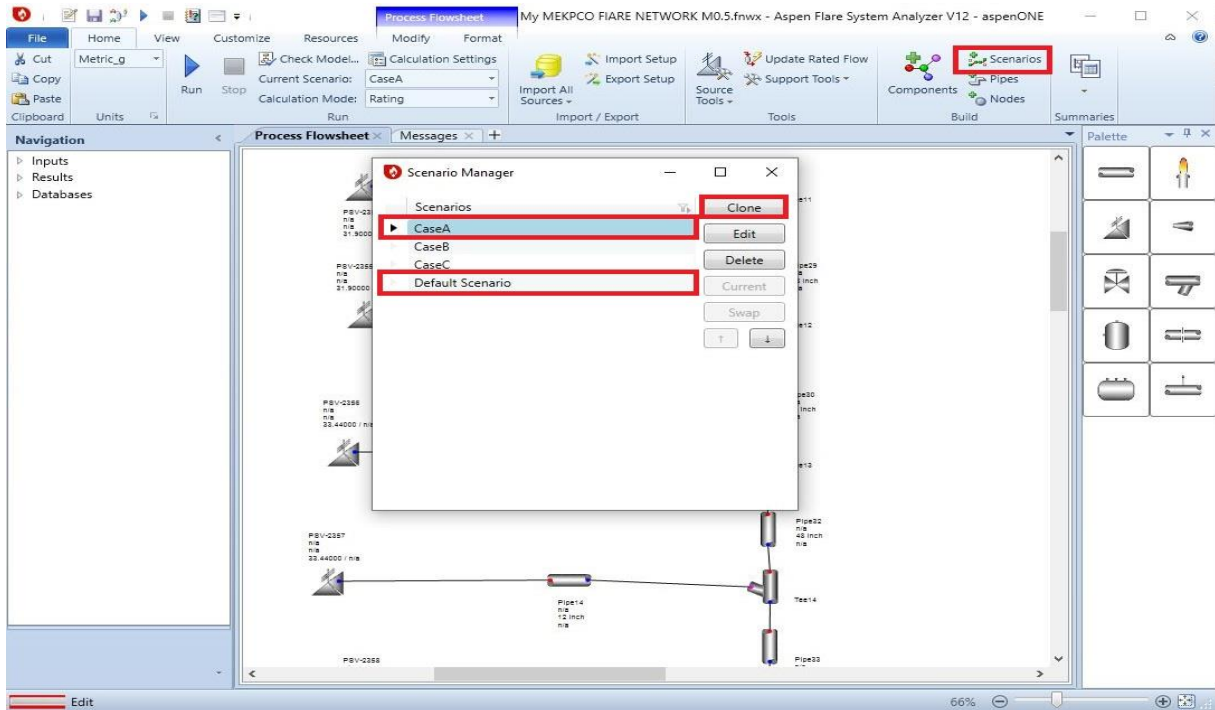 Process Flowsheet
My MEKPCO FlARE NETWORK M0.5.fnwx - Aspen Flare System Analyzer V12 - aspenONE
File Home View Customize Resources Modify Format
Cut
Copy
Paste
Clipboard
Metric_g
Units
Run Stop
Check Model... Calculation Settings
Current Scenario: CaseA
Calculation Mode: Rating
Run
Import All Sources
Import Setup
Export Setup
Import / Export
Source Tools
Update Rated Flow
Support Tools
Tools
Components
Scenarios
Pipes
Nodes
Build
Summaries
Navigation
Inputs
Results
Databases
Process Flowsheet Messages
Palette
Scenario Manager
Scenarios
CaseA
CaseB
CaseC
Default Scenario
Clone
Edit
Delete
Current
Swap
PSV-2356
n/a
n/a
33.44000 / n/a
PSV-2357
n/a
n/a
33.44000 / n/a
Pipe14
n/a
12 inch
n/a
Pipe32
n/a
48 inch
n/a
Tee14
PSV-2358
Pipe33
Edit
66%